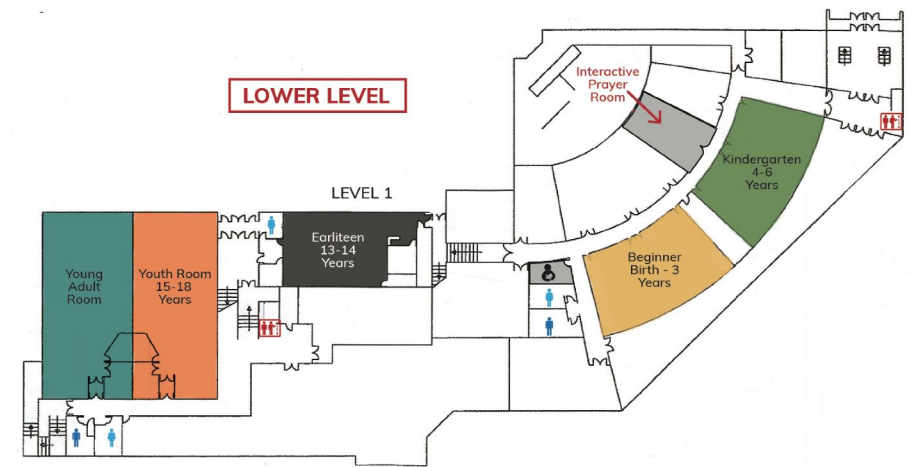 LOWER LEVEL
Interactive
Prayer
Room
Kindergarten
4-6
Years
LEVEL 1
Earliteen
13-14
Years
Young
Adult
Room
Youth Room
15-18
Years
Beginner
Birth - 3
Years